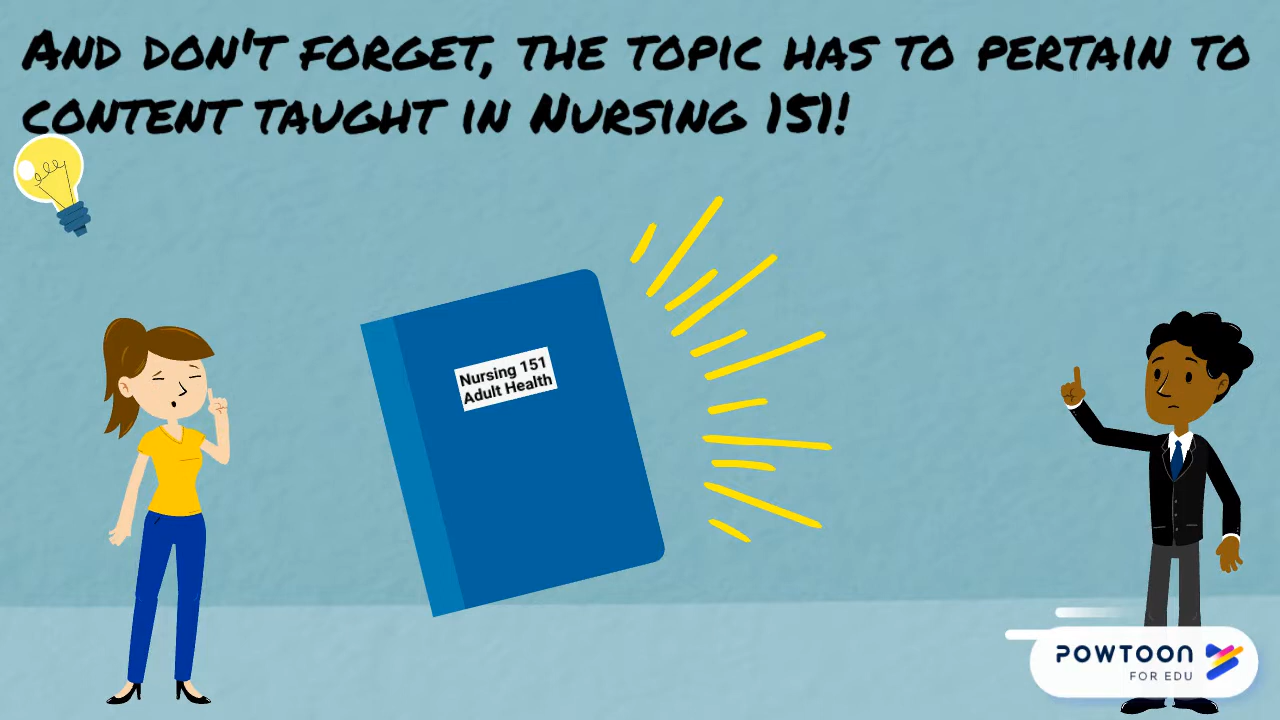 And don't forget, the topic has to pertain to
content taught in Nursing 151!
Nursing 151
Adult Health
POWTOON
FOR EDU